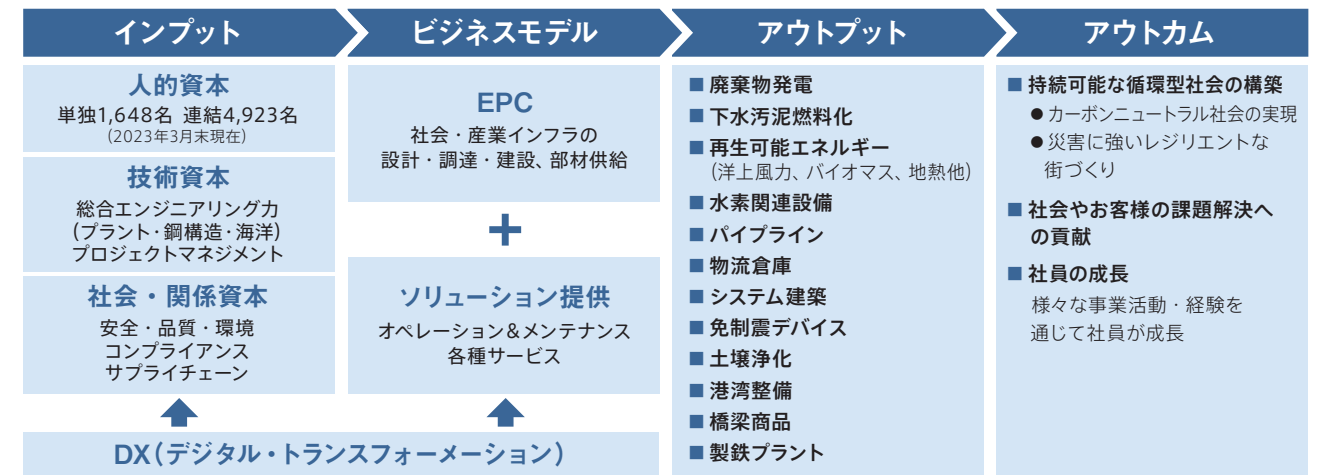 インプット
ビジネスモデル
アウトプット
アウトカム
人的資本
単独1,648名 連結4,923名
(2023年3月末現在)
技術資本
総合エンジニアリング力
(プラント・鋼構造・海洋)
プロジェクトマネジメント
社会・関係資本
安全・品質・環境
コンプライアンス
サプライチェーン
EPC
社会・産業インフラの
設計・調達・建設、部材供給
+
ソリューション提供
オペレーション&メンテナンス
各種サービス
DX(デジタル・トランスフォーメーション)
■ 廃棄物発電
■ 下水汚泥燃料化
■ 再生可能エネルギー
(洋上風力、バイオマス、地熱他)
■ 水素関連設備
■ パイプライン
■ 物流倉庫
■ システム建築
■ 免制震デバイス
■ 土壌浄化
■ 港湾整備
■ 橋梁商品
■ 製鉄プラント
■ 持続可能な循環型社会の構築
● カーボンニュートラル社会の実現
● 災害に強いレジリエントな
街づくり
■ 社会やお客様の課題解決へ
の貢献
■ 社員の成長
様々な事業活動・経験を
通じて社員が成長